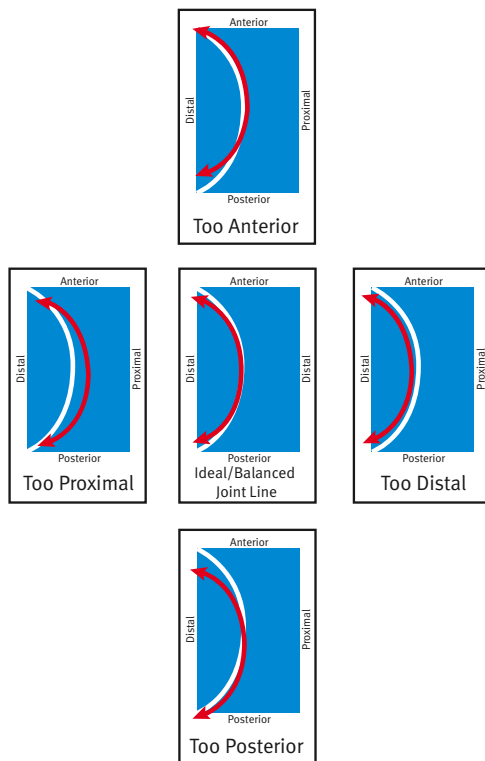 Anterior
Distal
Proximal
Posterior
Too Anterior
Anterior
Distal
Proximal
Posterior
Too Proximal
Anterior
Distal
Distal
Posterior
Ideal/Balanced
Joint Line
Anterior
Distal
Proximal
Posterior
Too Distal
Anterior
Distal
Proximal
Posterior
Too Posterior